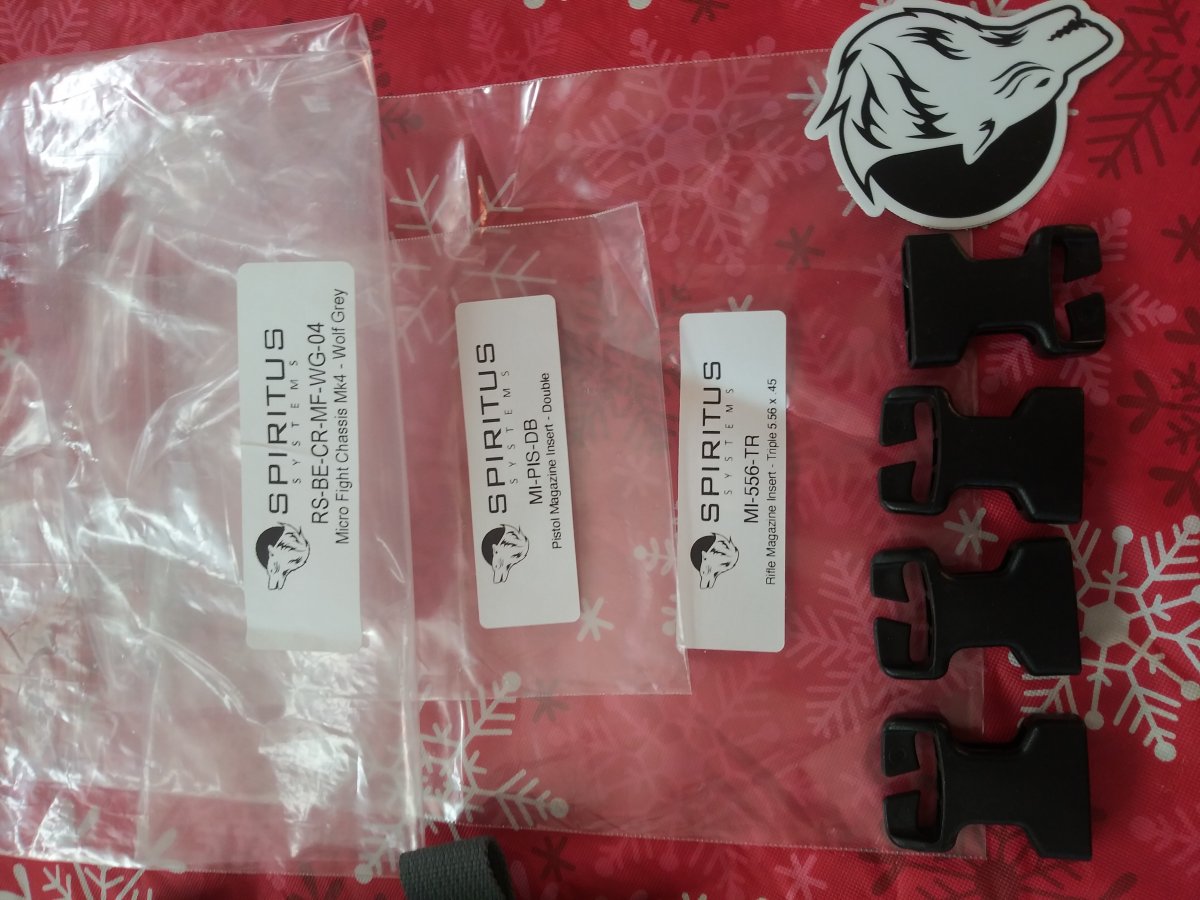 SPIRITUS
SYSTEMS
RS-BE-CR-MF-WG-04
Micro Fight Chassis Mk4 - Wolf Grey
SPIRITUS
SYSTEMS
MI-PIS-DB
Pistol Magazine Insert - Double
SPIRITUS
SYSTEMS
MI-556-TR
Rifle Magazine Insert - Triple 5.56 x .45